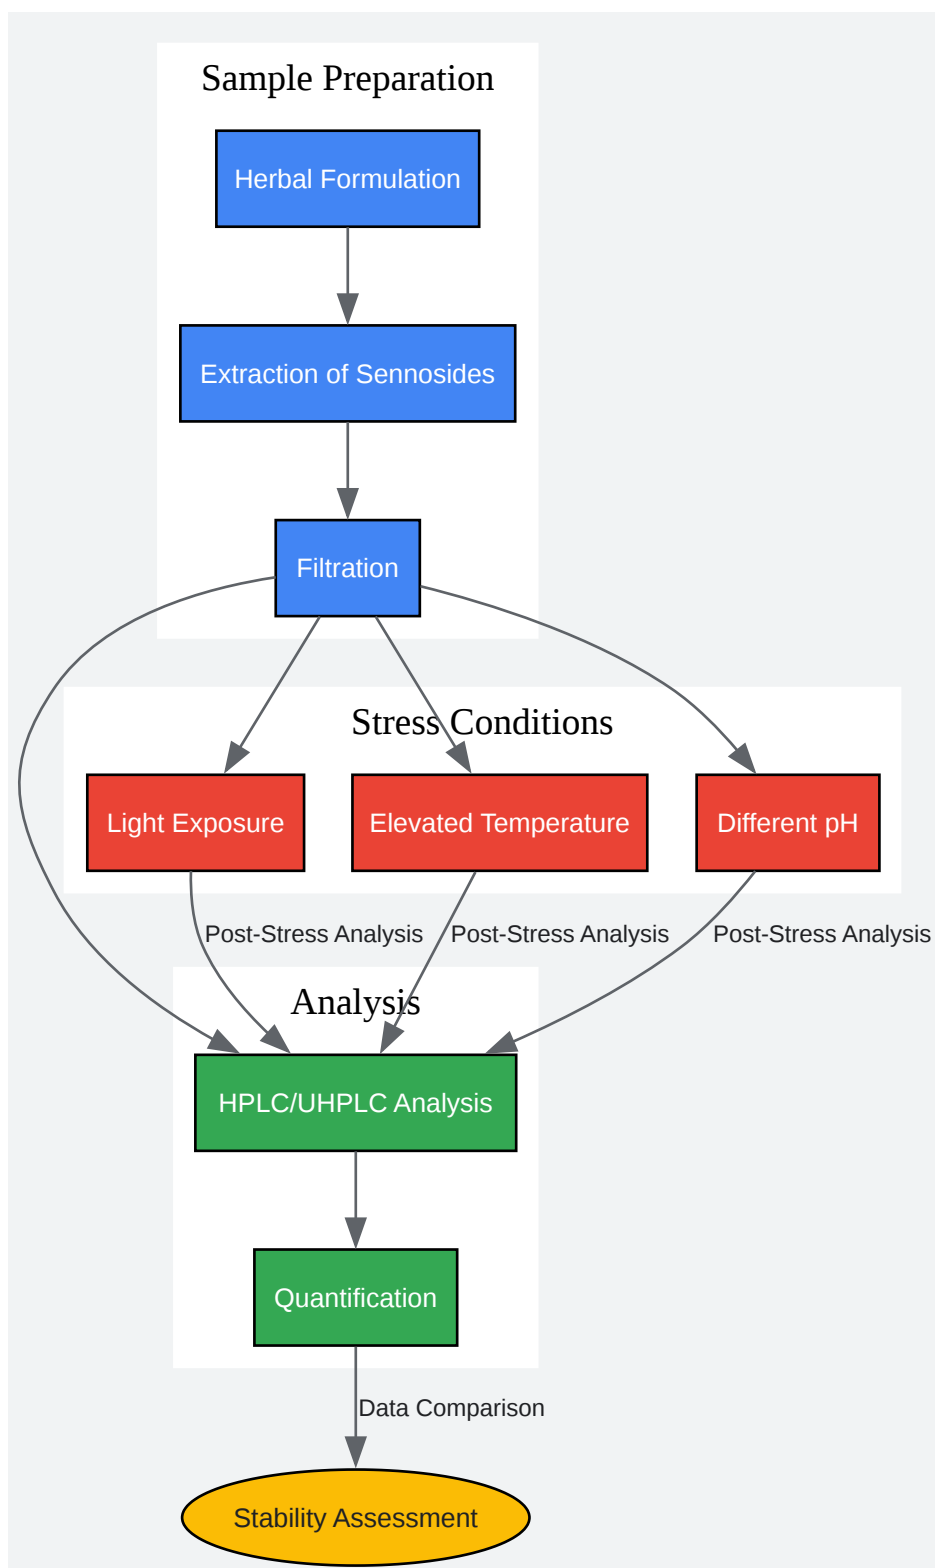 Sample Preparation
Herbal Formulation
Extraction of Sennosides
Filtration
Stress Conditions
Light Exposure
Elevated Temperature
Different pH
Post-Stress Analysis
Post-Stress Analysis
Post-Stress Analysis
Analysis
HPLC/UHPLC Analysis
Quantification
Data Comparison
Stability Assessment